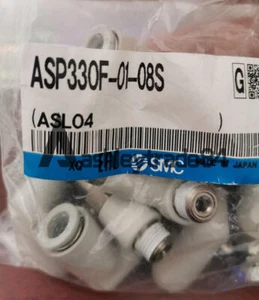 ASP330F-01-08S
G
(ASL04 )
SMC
JAPAN